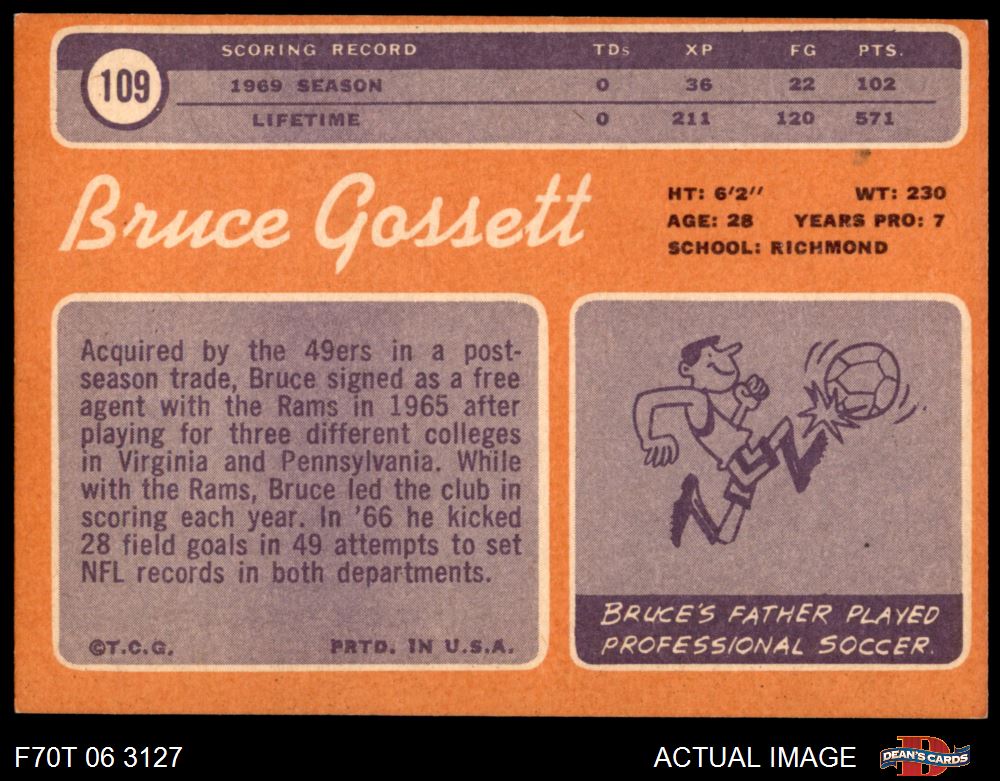 109
SCORING RECORD TDs XP FG PTS.
1969 SEASON 0 36 22 102
LIFETIME 0 211 120 571
Bruce Gossett
HT: 6'2" WT: 230
AGE: 28 YEARS PRO: 7
SCHOOL: RICHMOND
Acquired by the 49ers in a post-
season trade, Bruce signed as a free
agent with the Rams in 1965 after
playing for three different colleges
in Virginia and Pennsylvania. While
with the Rams, Bruce led the club in
scoring each year. In '66 he kicked
28 field goals in 49 attempts to set
NFL records in both departments.
©T.C.G. PRTD. IN U.S.A.
BRUCE'S FATHER PLAYED
PROFESSIONAL SOCCER.
F70T 06 3127 ACTUAL IMAGE D DEAN'S CARDS